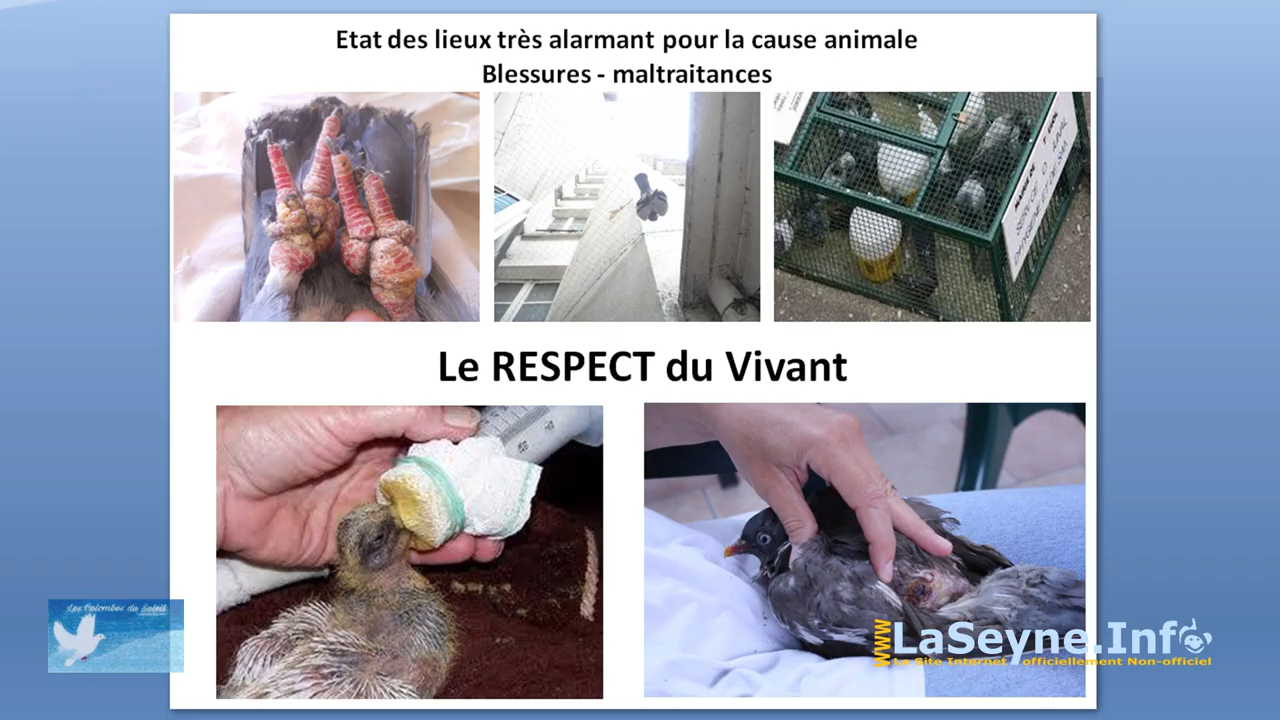 Etat des lieux très alarmant pour la cause animale
Blessures - maltraitances
Le RESPECT du Vivant
Les Colombes du Soleil
www LaSeyne.Info
Le Site Internet officiellement Non-officiel